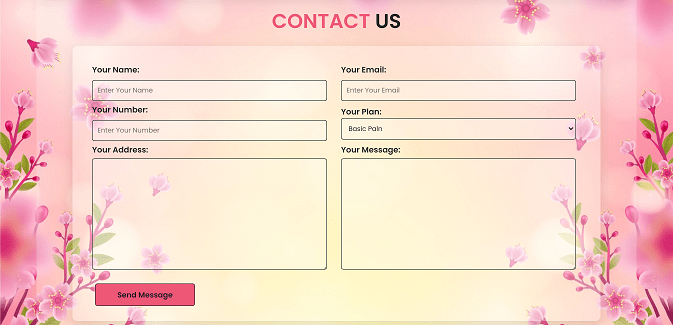 CONTACT US
Your Name:
Enter Your Name
Your Email:
Enter Your Email
Your Number:
Enter Your Number
Your Plan:
Basic Paln
Your Address:
Your Message:
Send Message